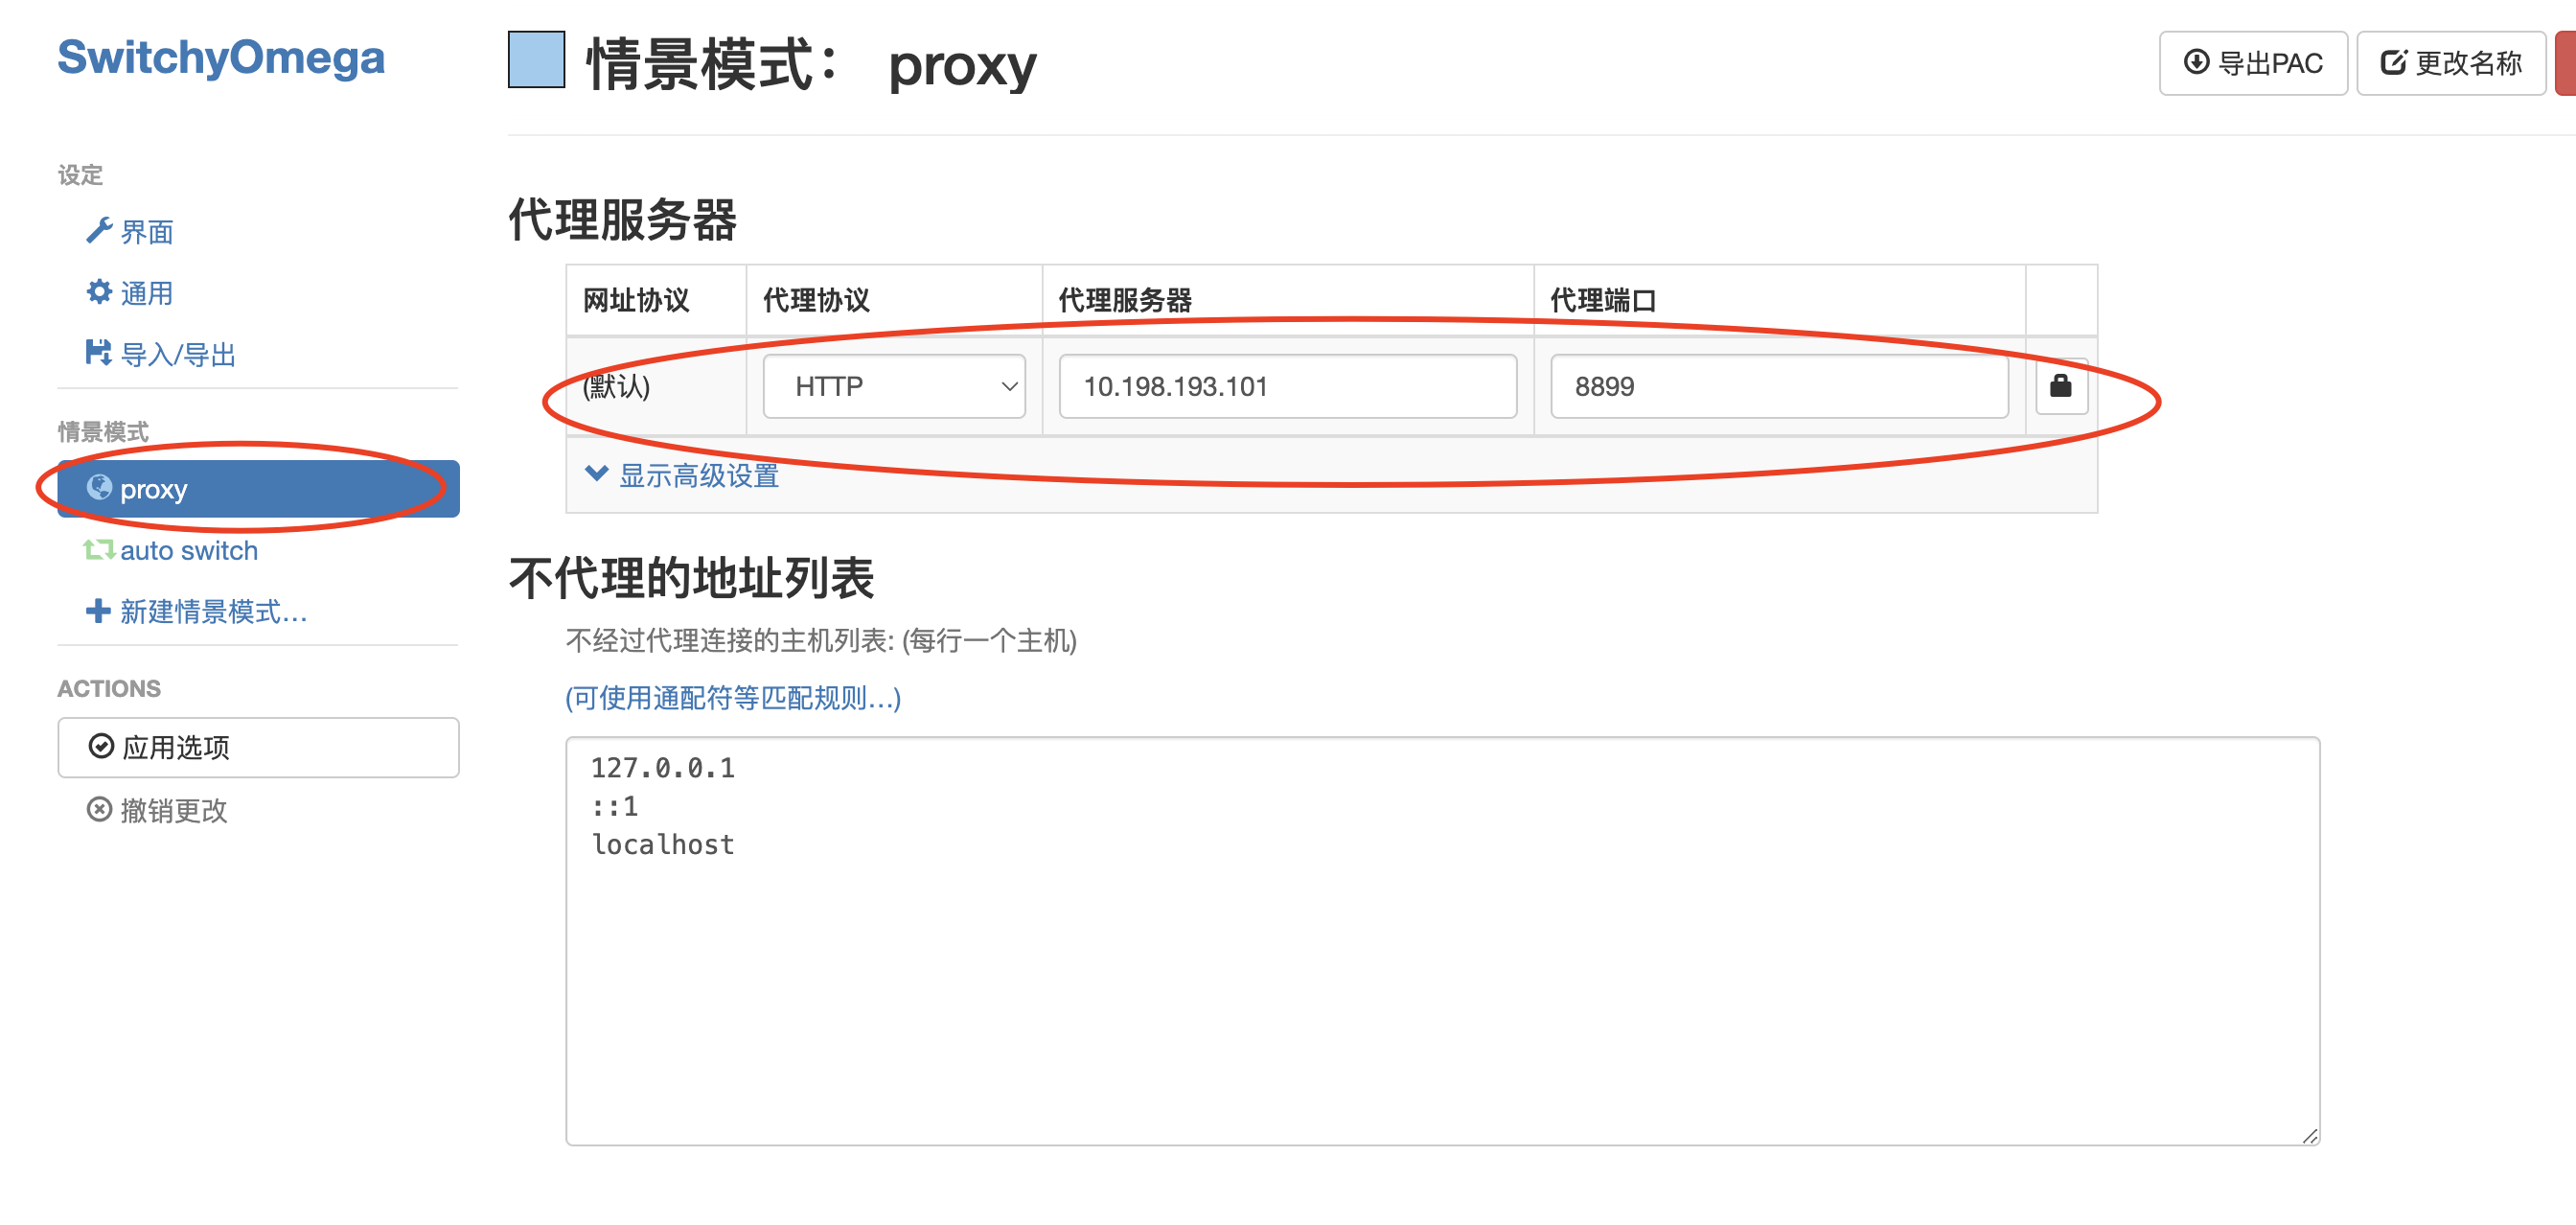 SwitchyOmega
设定
界面
通用
导入/导出
情景模式
proxy
auto switch
新建情景模式…
ACTIONS
应用选项
撤销更改
情景模式： proxy
导出PAC
更改名称
代理服务器
网址协议 代理协议 代理服务器 代理端口
(默认) HTTP 10.198.193.101 8899
显示高级设置
不代理的地址列表
不经过代理连接的主机列表: (每行一个主机)
(可使用通配符等匹配规则…)
127.0.0.1
::1
localhost